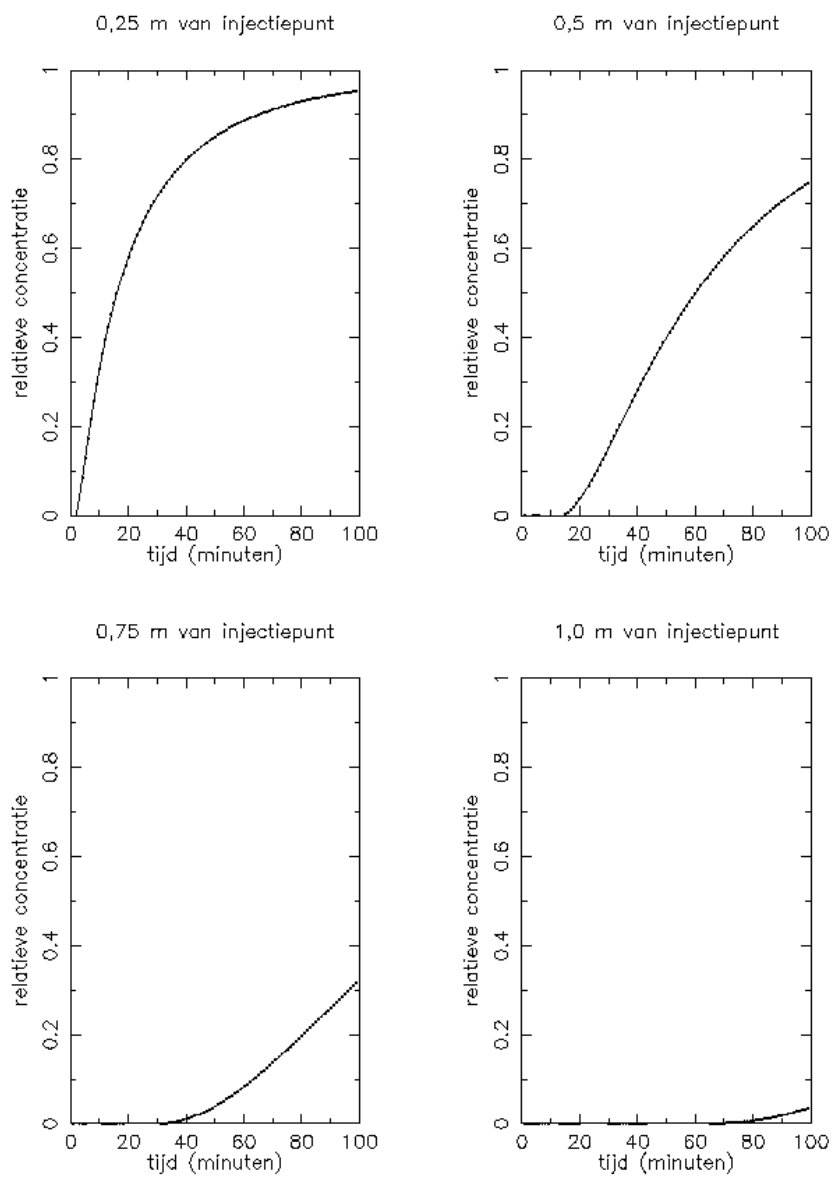 0,25 m van injectiepunt
relatieve concentratie
0 0.2 0.4 0.6 0.8 1
0 20 40 60 80 100
tijd (minuten)
0,5 m van injectiepunt
relatieve concentratie
0 0.2 0.4 0.6 0.8 1
0 20 40 60 80 100
tijd (minuten)
0,75 m van injectiepunt
relatieve concentratie
0 0.2 0.4 0.6 0.8 1
0 20 40 60 80 100
tijd (minuten)
1,0 m van injectiepunt
relatieve concentratie
0 0.2 0.4 0.6 0.8 1
0 20 40 60 80 100
tijd (minuten)